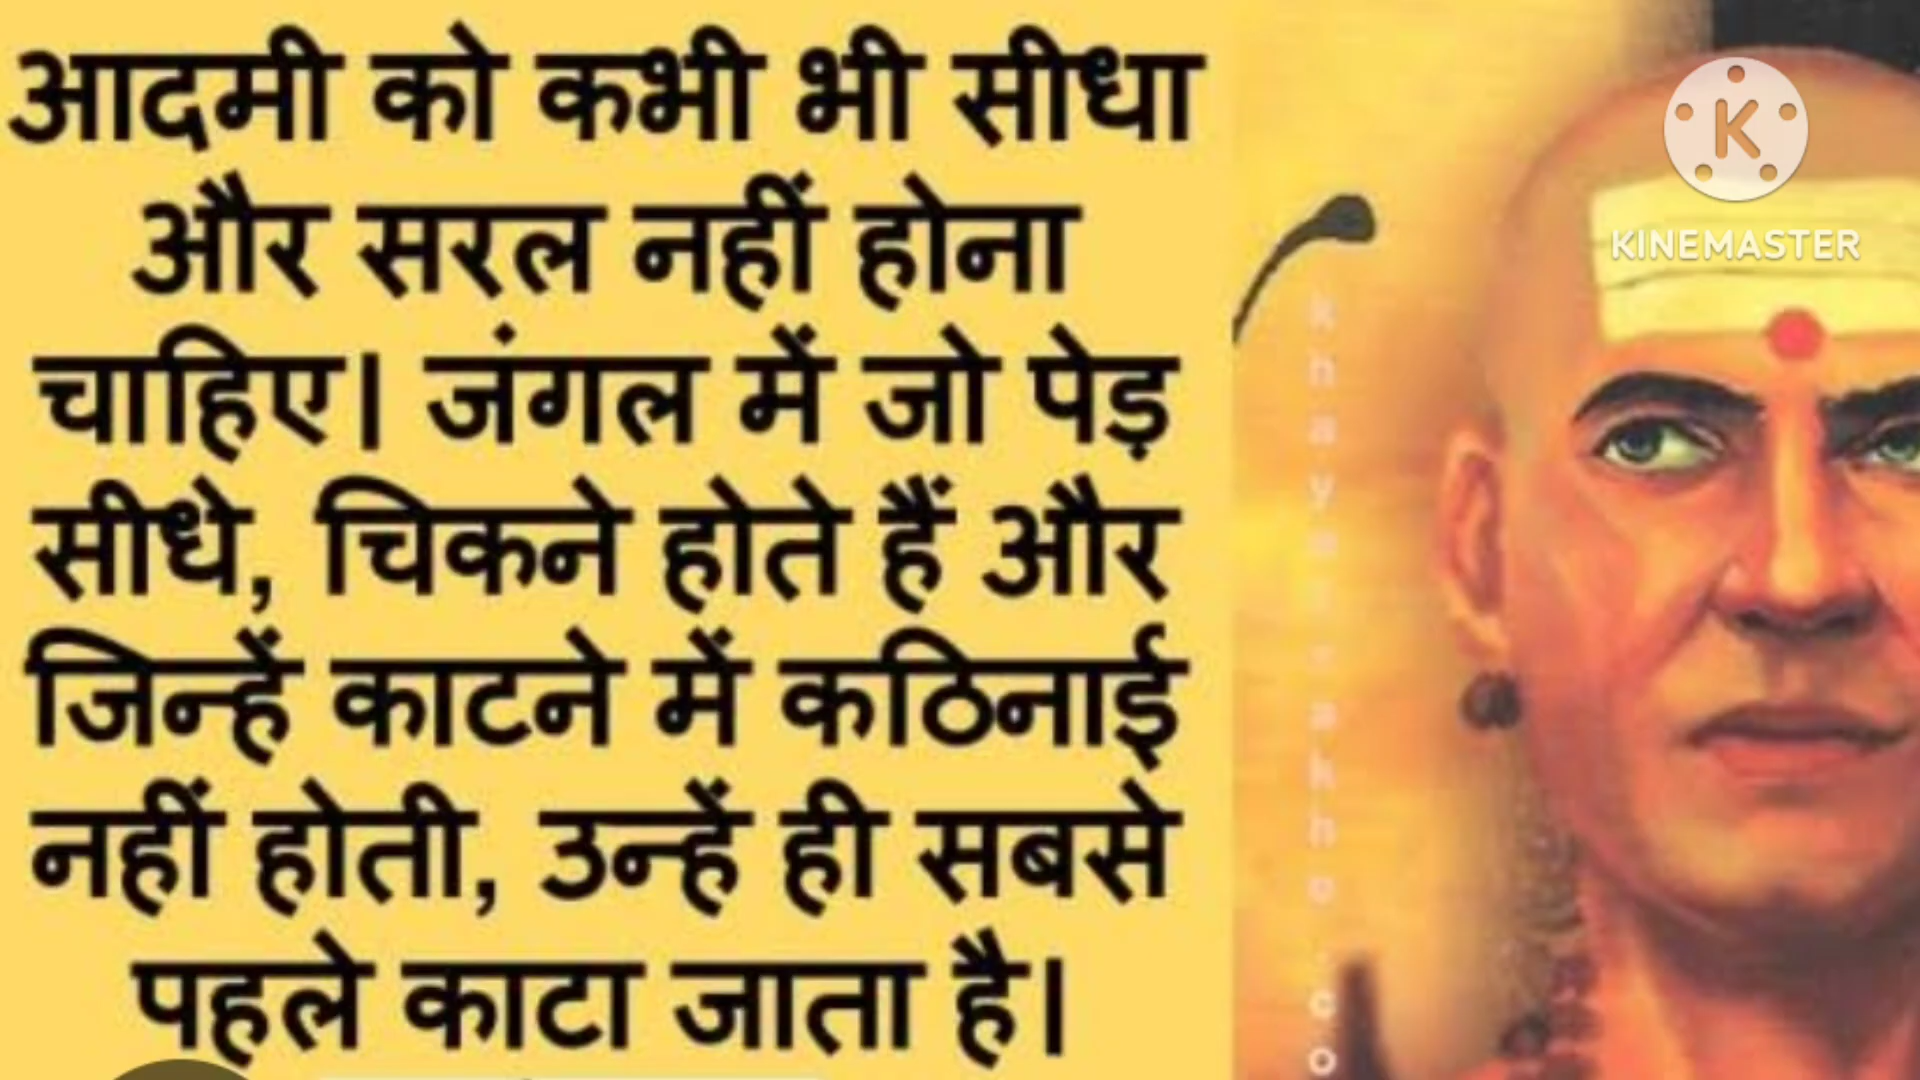 आदमी को कभी भी सीधा
और सरल नहीं होना
चाहिए। जंगल में जो पेड़
सीधे, चिकने होते हैं और
जिन्हें काटने में कठिनाई
नहीं होती, उन्हें ही सबसे
पहले काटा जाता है।
K
KINEMASTER